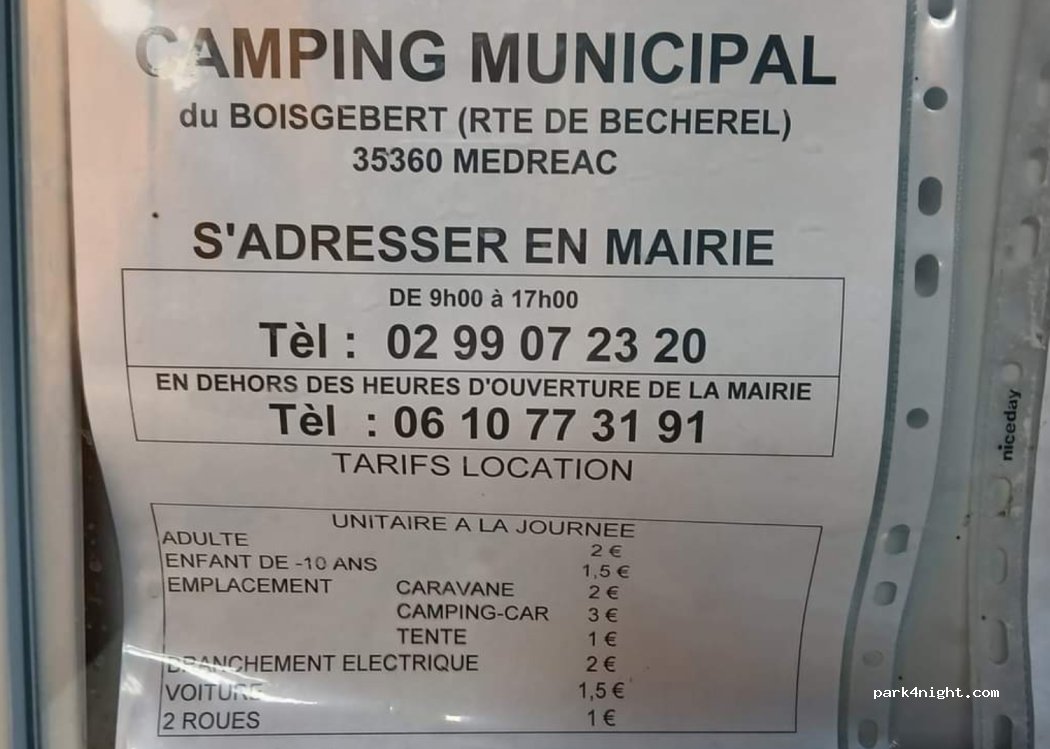 CAMPING MUNICIPAL
du BOISGEBERT (RTE DE BECHEREL)
35360 MEDREAC
S'ADRESSER EN MAIRIE
DE 9h00 à 17h00
Tèl : 02 99 07 23 20
EN DEHORS DES HEURES D'OUVERTURE DE LA MAIRIE
Tèl : 06 10 77 31 91
TARIFS LOCATION
UNITAIRE A LA JOURNEE
ADULTE 2 €
ENFANT DE -10 ANS 1,5 €
EMPLACEMENT CARAVANE 2 €
CAMPING-CAR 3 €
TENTE 1 €
BRANCHEMENT ELECTRIQUE 2 €
VOITURE 1,5 €
2 ROUES 1 €
niceday
park4night.com